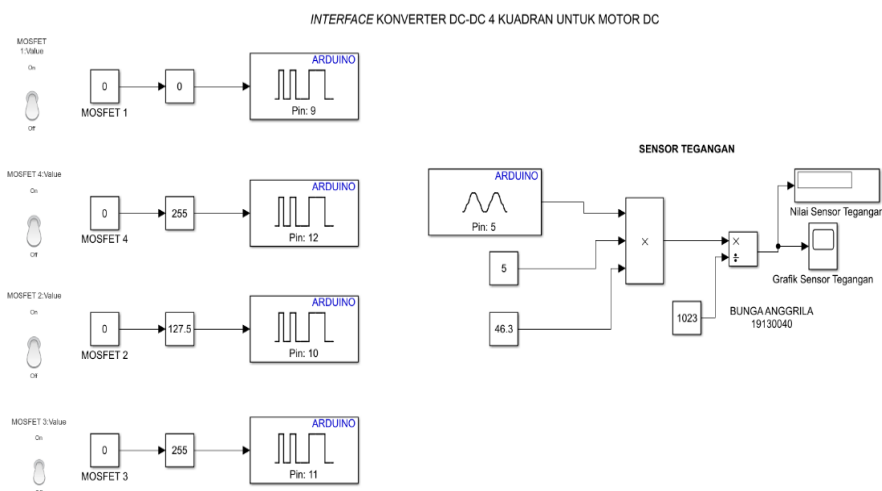 INTERFACE KONVERTER DC-DC 4 KUADRAN UNTUK MOTOR DC
MOSFET
1:Value
On
Off
0
MOSFET 1
0
ARDUINO
Pin: 9
MOSFET 4:Value
On
Off
0
MOSFET 4
255
ARDUINO
Pin: 12
MOSFET 2:Value
On
Off
0
MOSFET 2
127.5
ARDUINO
Pin: 10
MOSFET 3:Value
On
Off
0
MOSFET 3
255
ARDUINO
Pin: 11
SENSOR TEGANGAN
ARDUINO
Pin: 5
5
46.3
×
×
÷
1023
Nilai Sensor Tegangan
Grafik Sensor Tegangan
BUNGA ANGGRILA
19130040